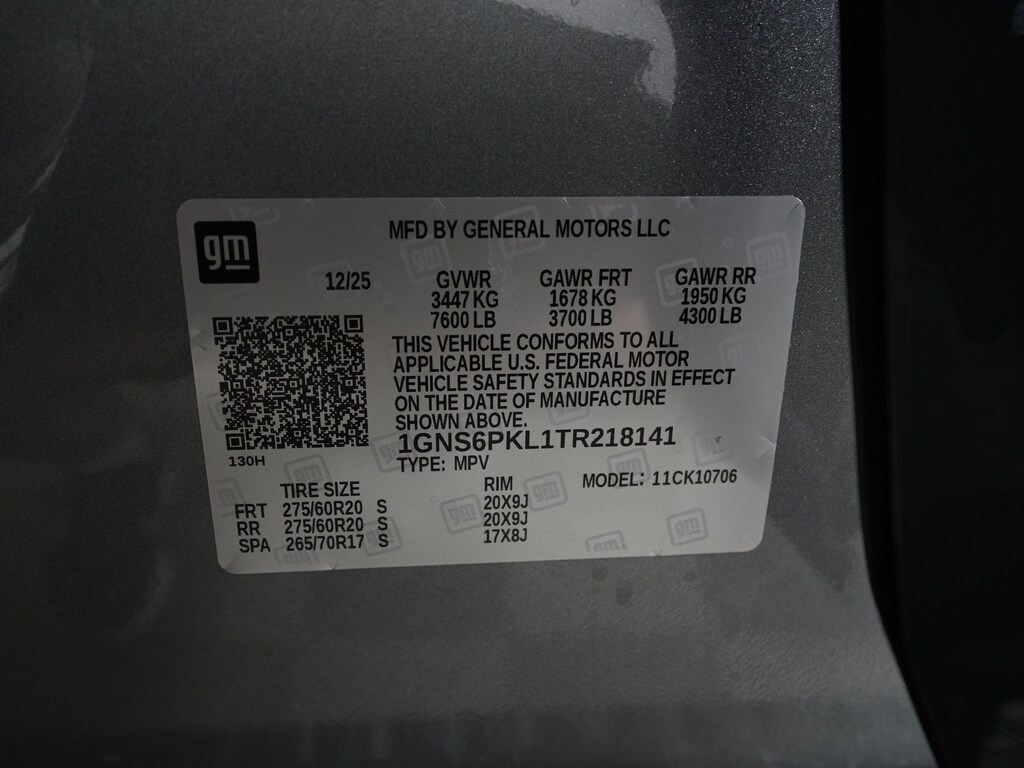 gm
MFD BY GENERAL MOTORS LLC
12/25 GVWR GAWR FRT GAWR RR
3447 KG 1678 KG 1950 KG
7600 LB 3700 LB 4300 LB
THIS VEHICLE CONFORMS TO ALL
APPLICABLE U.S. FEDERAL MOTOR
VEHICLE SAFETY STANDARDS IN EFFECT
ON THE DATE OF MANUFACTURE
SHOWN ABOVE.
1GNS6PKL1TR218141
130H
TYPE: MPV
MODEL: 11CK10706
TIRE SIZE RIM
FRT 275/60R20 S 20X9J
RR 275/60R20 S 20X9J
SPA 265/70R17 S 17X8J